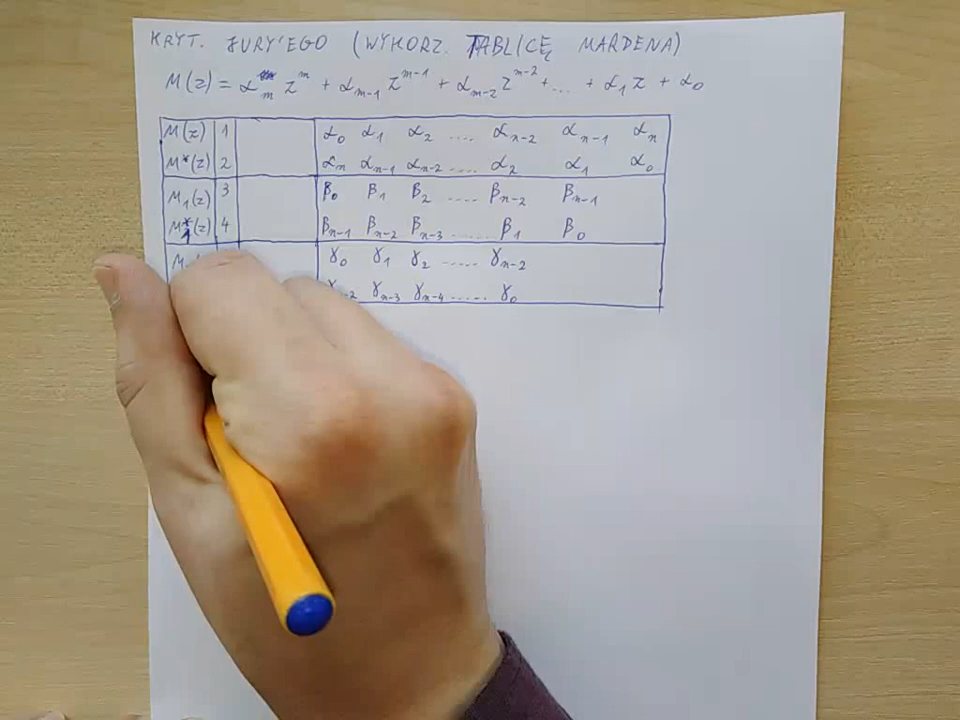 KRYT. JURY'EGO (WYKORZ. TABLICĘ MARDENA)
M(z) = α_m z^m + α_{m-1} z^{m-1} + α_{m-2} z^{m-2} + ... + α_1 z + α_0
M(z) 1 α_0 α_1 α_2 .... α_{n-2} α_{n-1} α_n
M*(z) 2 α_n α_{n-1} α_{n-2} ..... α_2 α_1 α_0
M_1(z) 3 β_0 β_1 β_2 ..... β_{n-2} β_{n-1}
M_1*(z) 4 β_{n-1} β_{n-2} β_{n-3} ...... β_1 β_0
γ_0 γ_1 γ_2 ..... γ_{n-2}
γ_{n-3} γ_{n-4} ..... γ_0